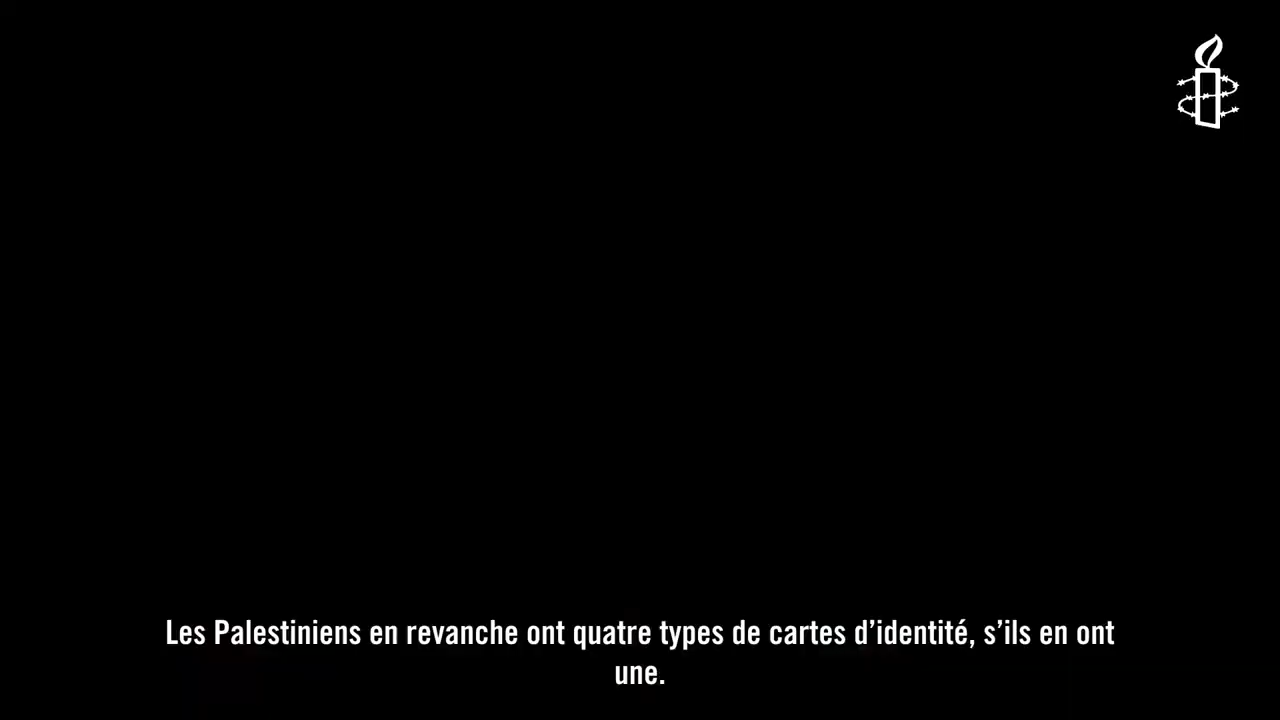 Les Palestiniens en revanche ont quatre types de cartes d’identité, s’ils en ont
une.